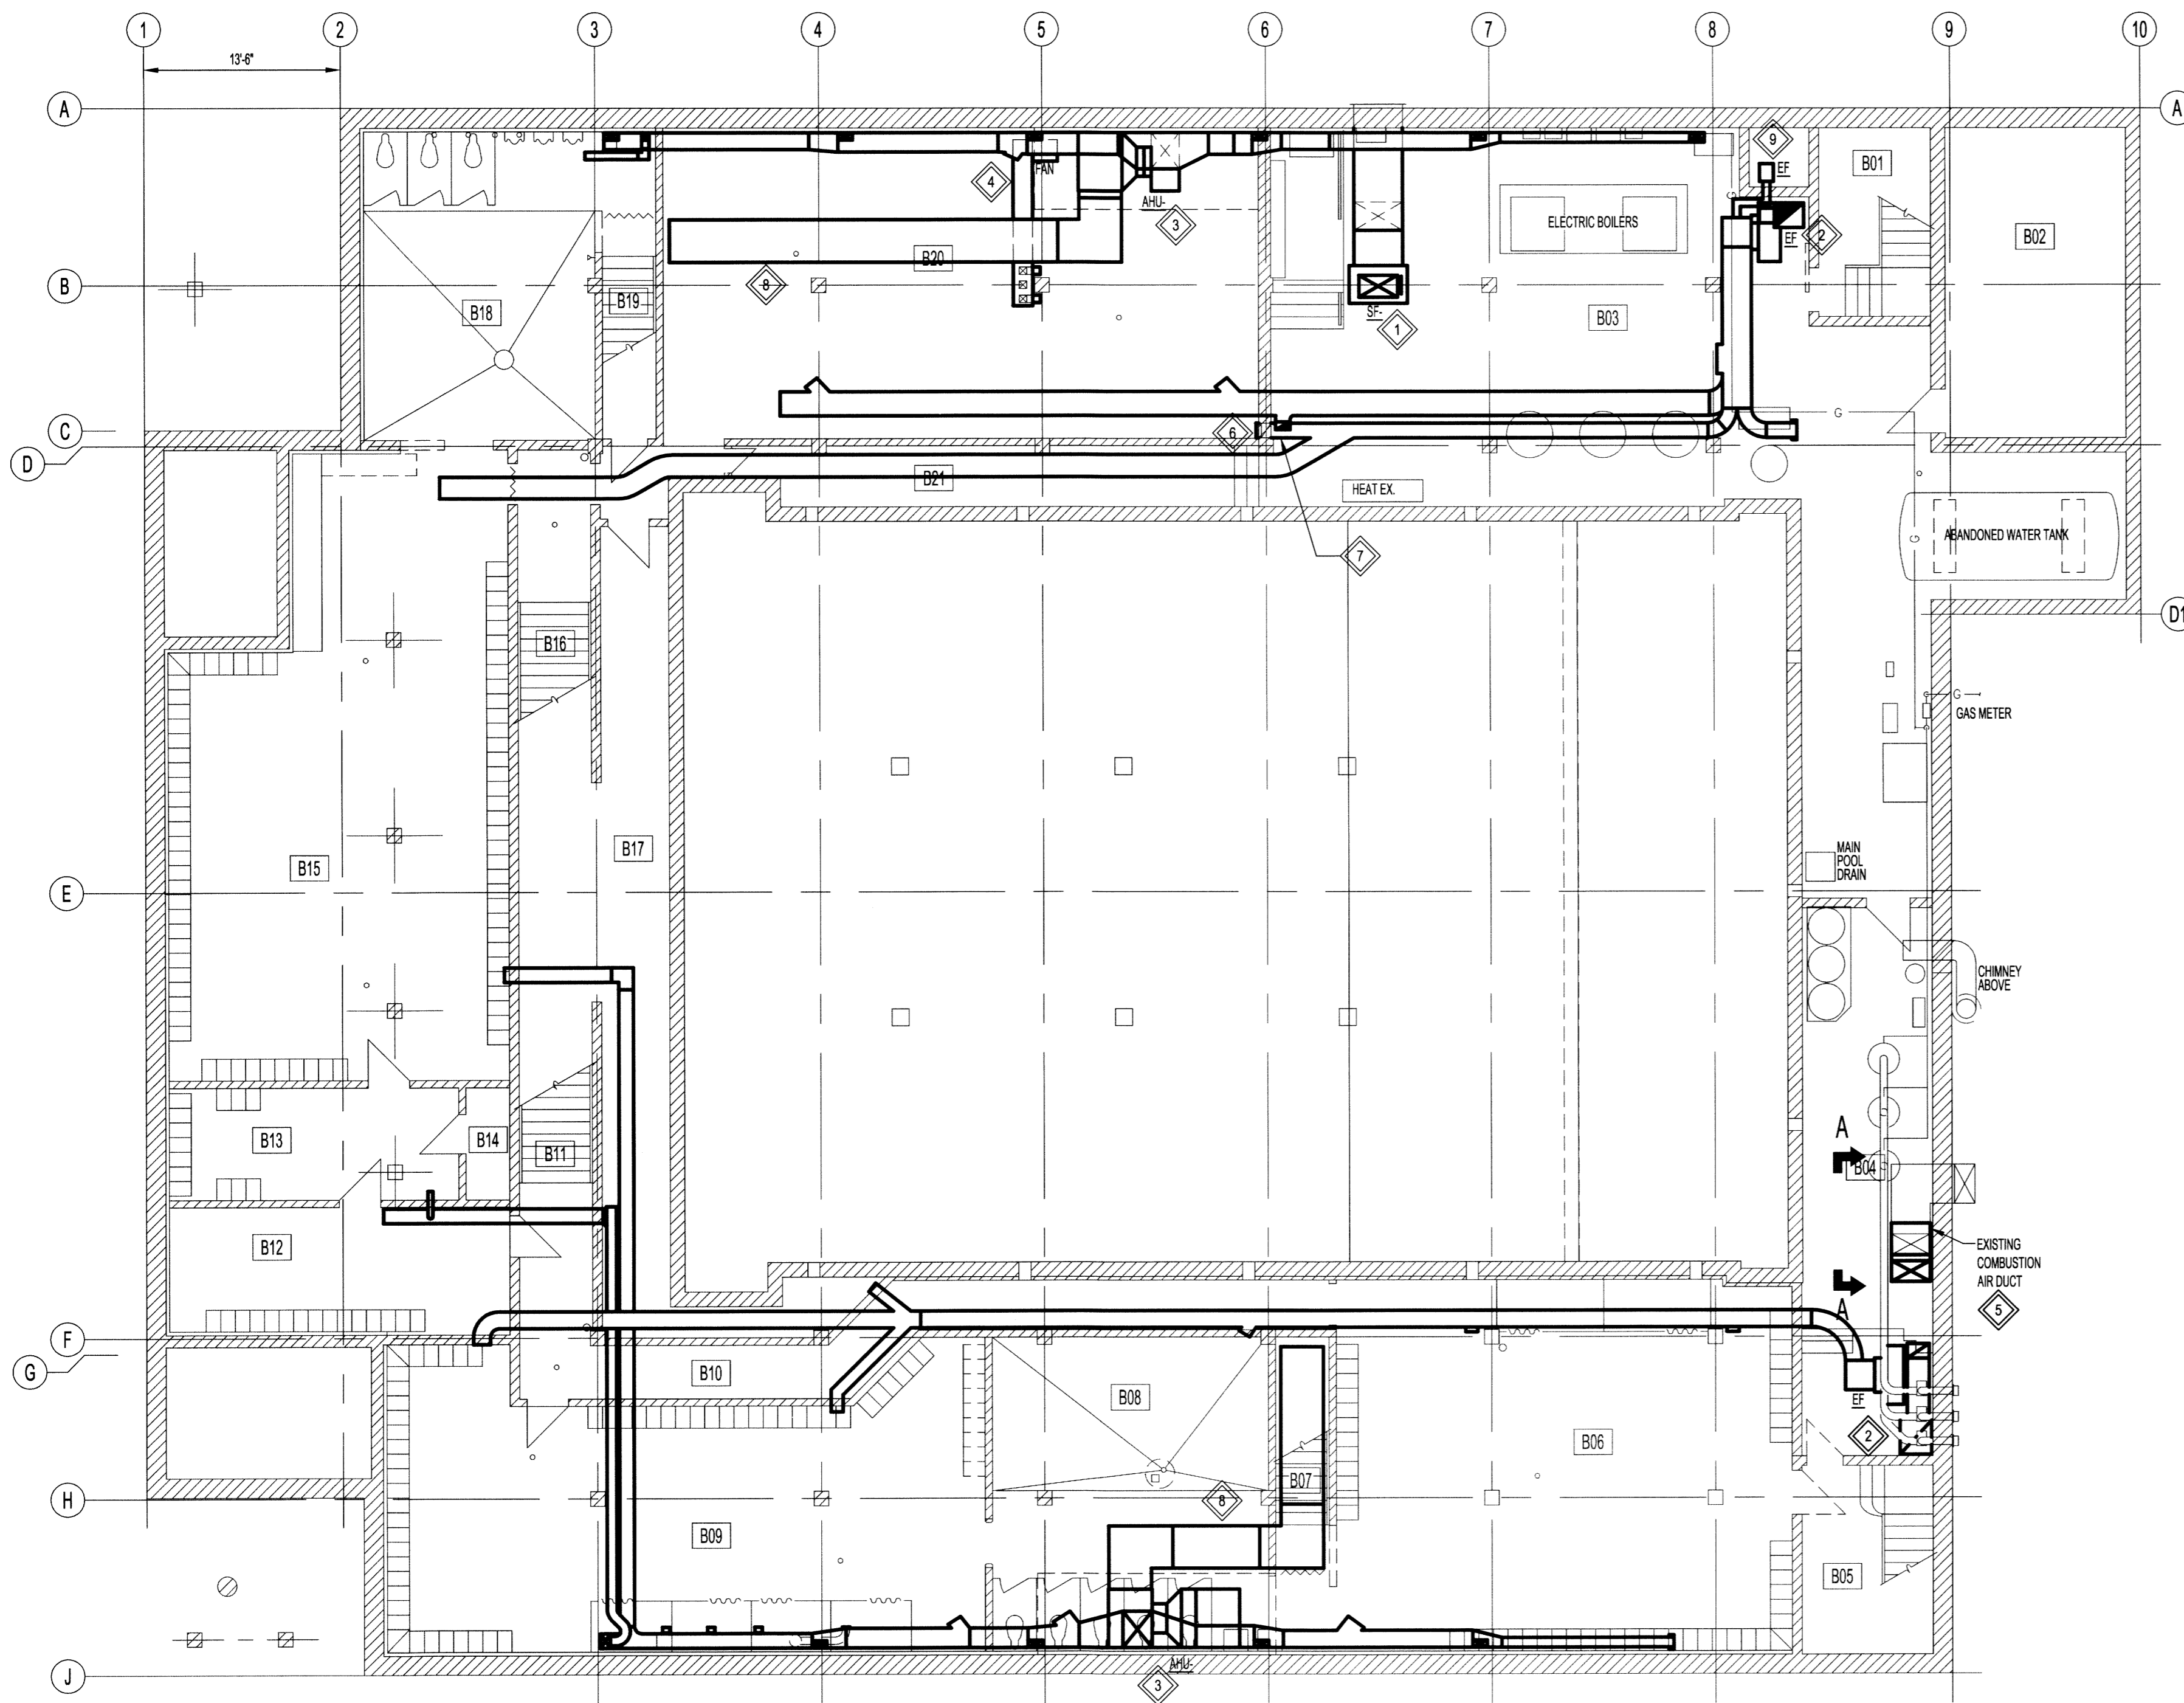 1 2 3 4 5 6 7 8 9 10
13'-6"
A A
9
EF
B01
4
FAN
AHU-
3
ELECTRIC BOILERS
EF
2
B02
B20
B
8
B18
B19
SF-
1
B03
C
6
G
D
B21
HEAT EX.
ABANDONED WATER TANK
G
G
7
D1
B16
G
GAS METER
B17
B15
MAIN
POOL
DRAIN
E
CHIMNEY
ABOVE
A
B13
B14
B11
B04
B12
EXISTING
COMBUSTION
AIR DUCT
A
5
F
G
B10
B08
EF
2
B06
B07
8
H
B09
B05
J
AHU-
3